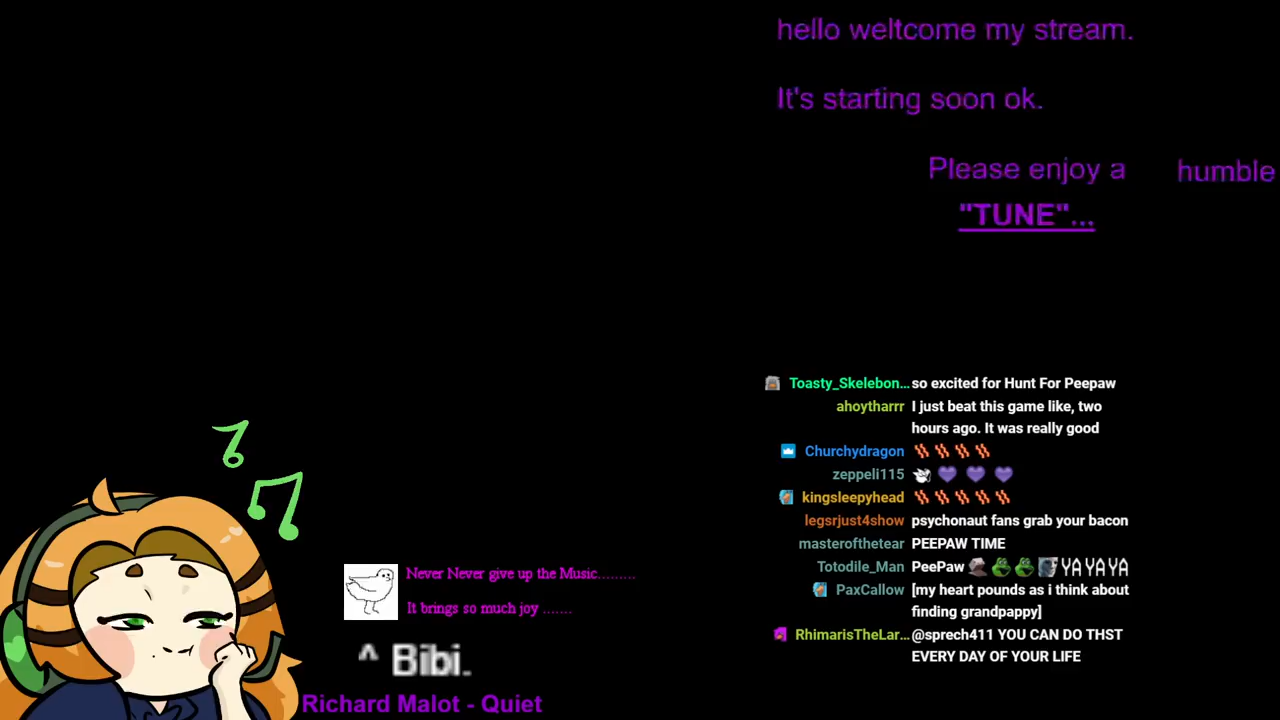 hello weltcome my stream.
It's starting soon ok.
Please enjoy a humble
"TUNE"...
Toasty_Skelebon... so excited for Hunt For Peepaw
ahoytharrr I just beat this game like, two
hours ago. It was really good
Churchydragon
zeppeli115
kingsleepyhead
legsrjust4show psychonaut fans grab your bacon
masterofthetear PEEPAW TIME
Totodile_Man PeePaw YA YA YA
PaxCallow [my heart pounds as i think about
finding grandpappy]
RhimarisTheLar... @sprech411 YOU CAN DO THST
EVERY DAY OF YOUR LIFE
Never Never give up the Music.........
It brings so much joy .......
^ Bibi.
Richard Malot - Quiet